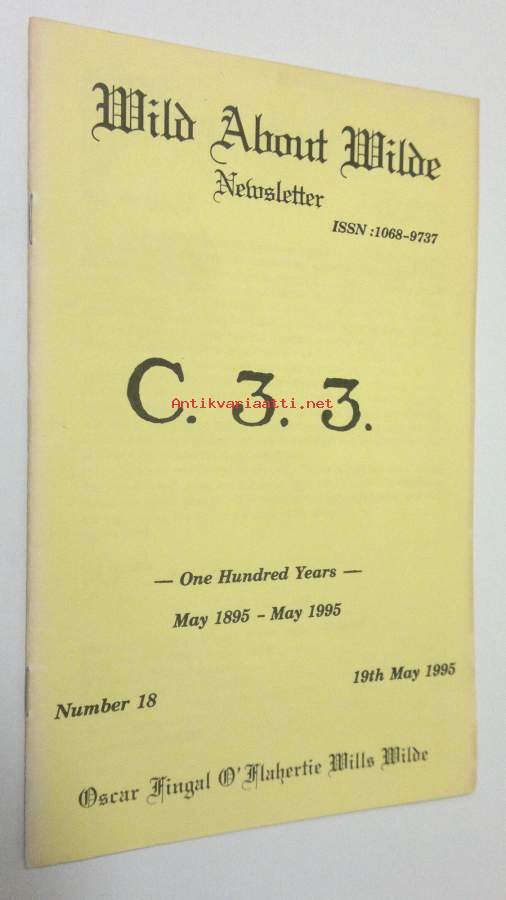 Wild About Wilde
Newsletter
ISSN :1068-9737
C. 3. 3.
Antikvariaatti.net
— One Hundred Years —
May 1895 - May 1995
19th May 1995
Number 18
Oscar Fingal O'Flahertie Wills Wilde